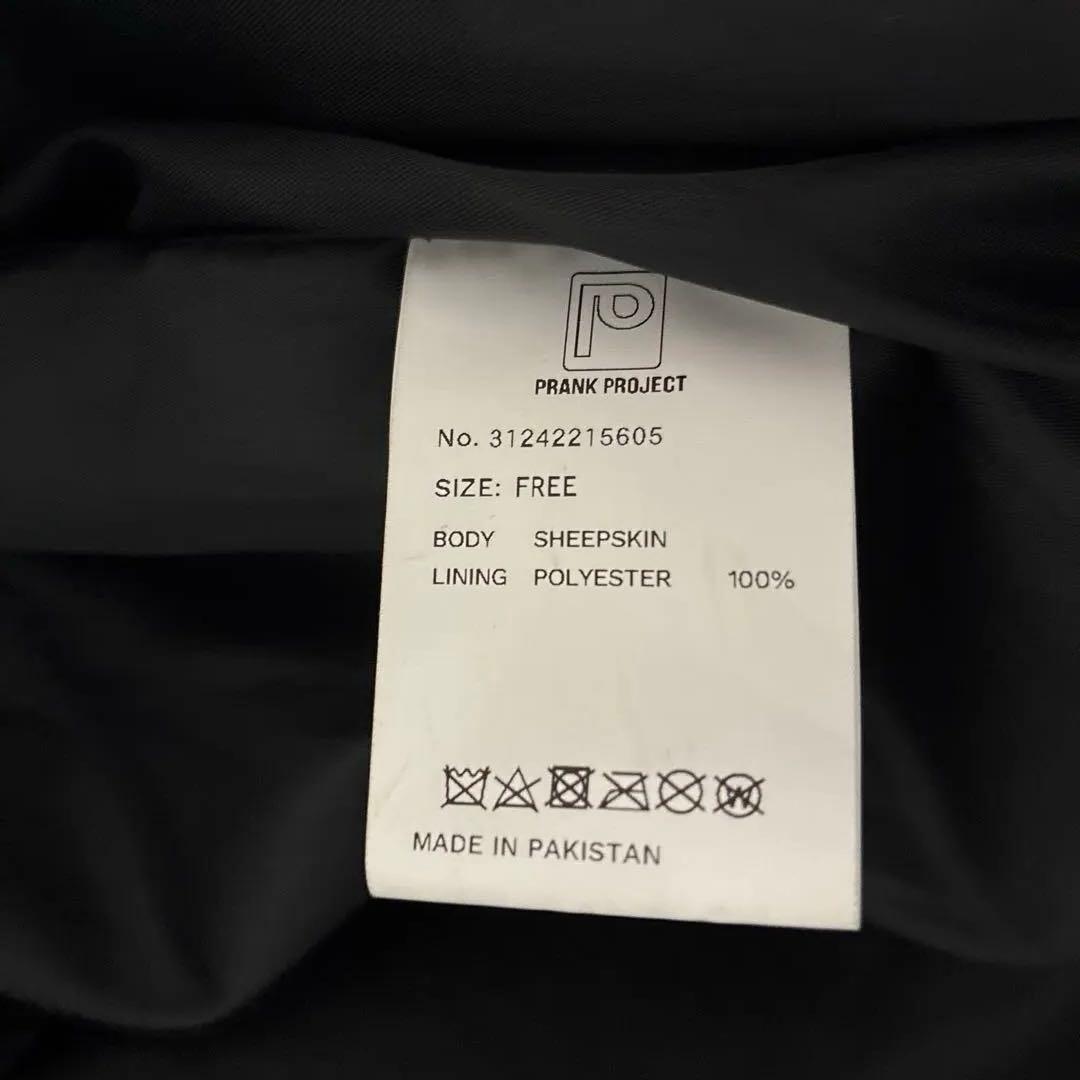 P
PRANK PROJECT
No. 31242215605
SIZE: FREE
BODY SHEEPSKIN
LINING POLYESTER 100%
W
MADE IN PAKISTAN